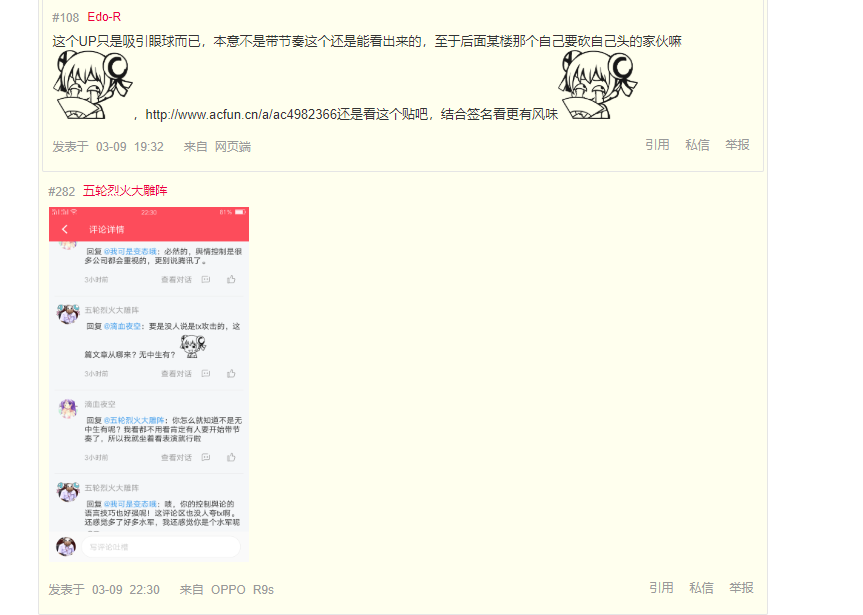 #108 Edo-R
这个UP只是吸引眼球而已，本意不是带节奏这个还是能看出来的，至于后面某楼那个自己要砍自己头的家伙嘛
，http://www.acfun.cn/a/ac4982366还是看这个贴吧，结合签名看更有风味
发表于 03-09 19:32 来自 网页端 引用 私信 举报
#282 五轮烈火大雕阵
22:30 81%
评论详情
回复 @我可是变态哦：必然的，舆情控制是很
多公司都会重视的，更别说腾讯了。
3小时前 查看对话
五轮烈火大雕阵
回复 @滴血夜空：要是没人说是tx攻击的，这
篇文章从哪来？无中生有？
3小时前 查看对话
滴血夜空
回复 @五轮烈火大雕阵：你怎么就知道不是无
中生有呢？我看都不用看肯定有人要开始带节
奏了，所以我就坐着看表演就行啦
3小时前 查看对话
五轮烈火大雕阵
回复 @我可是变态哦：啧，你的控制舆论的
语言技巧也好强呢！这评论区也没人夸tx啊。
还感觉多了好多水军，我还感觉你是个水军呢
写评论吐槽
发表于 03-09 22:30 来自 OPPO R9s 引用 私信 举报